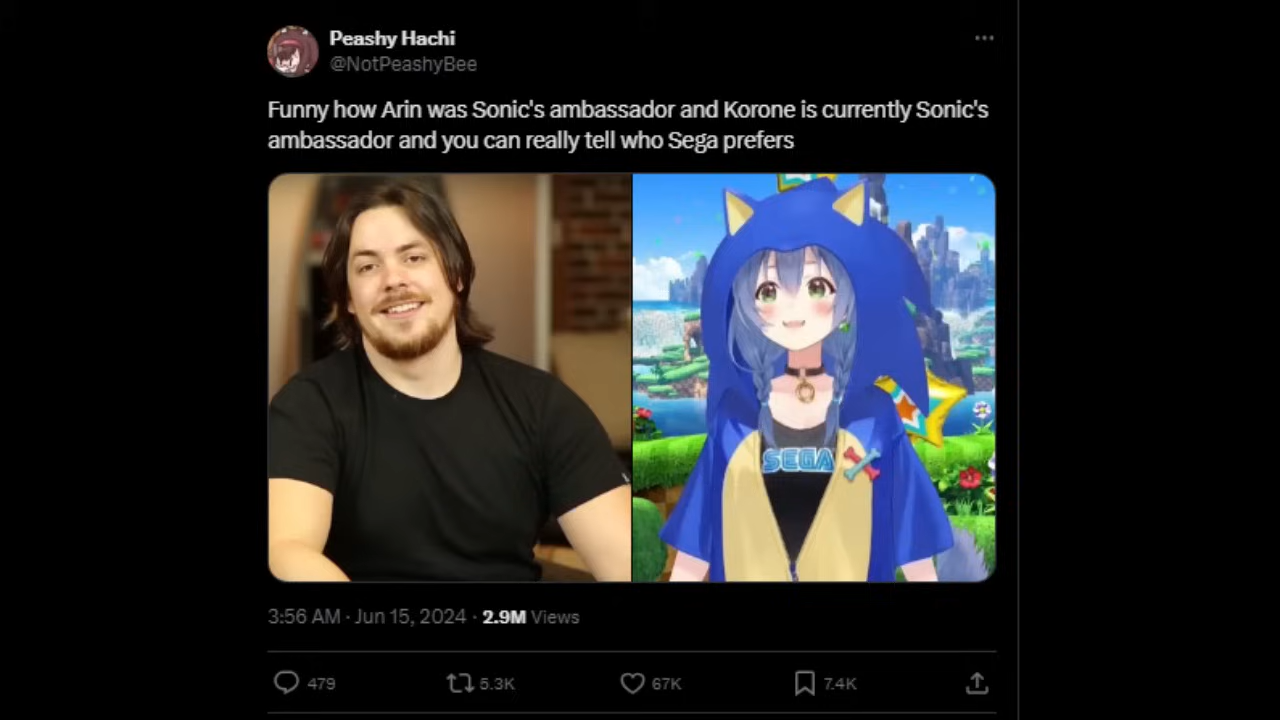 Peashy Hachi
@NotPeashyBee
Funny how Arin was Sonic's ambassador and Korone is currently Sonic's
ambassador and you can really tell who Sega prefers
SEGA
3:56 AM · Jun 15, 2024 · 2.9M Views
479 5.3K 67K 7.4K